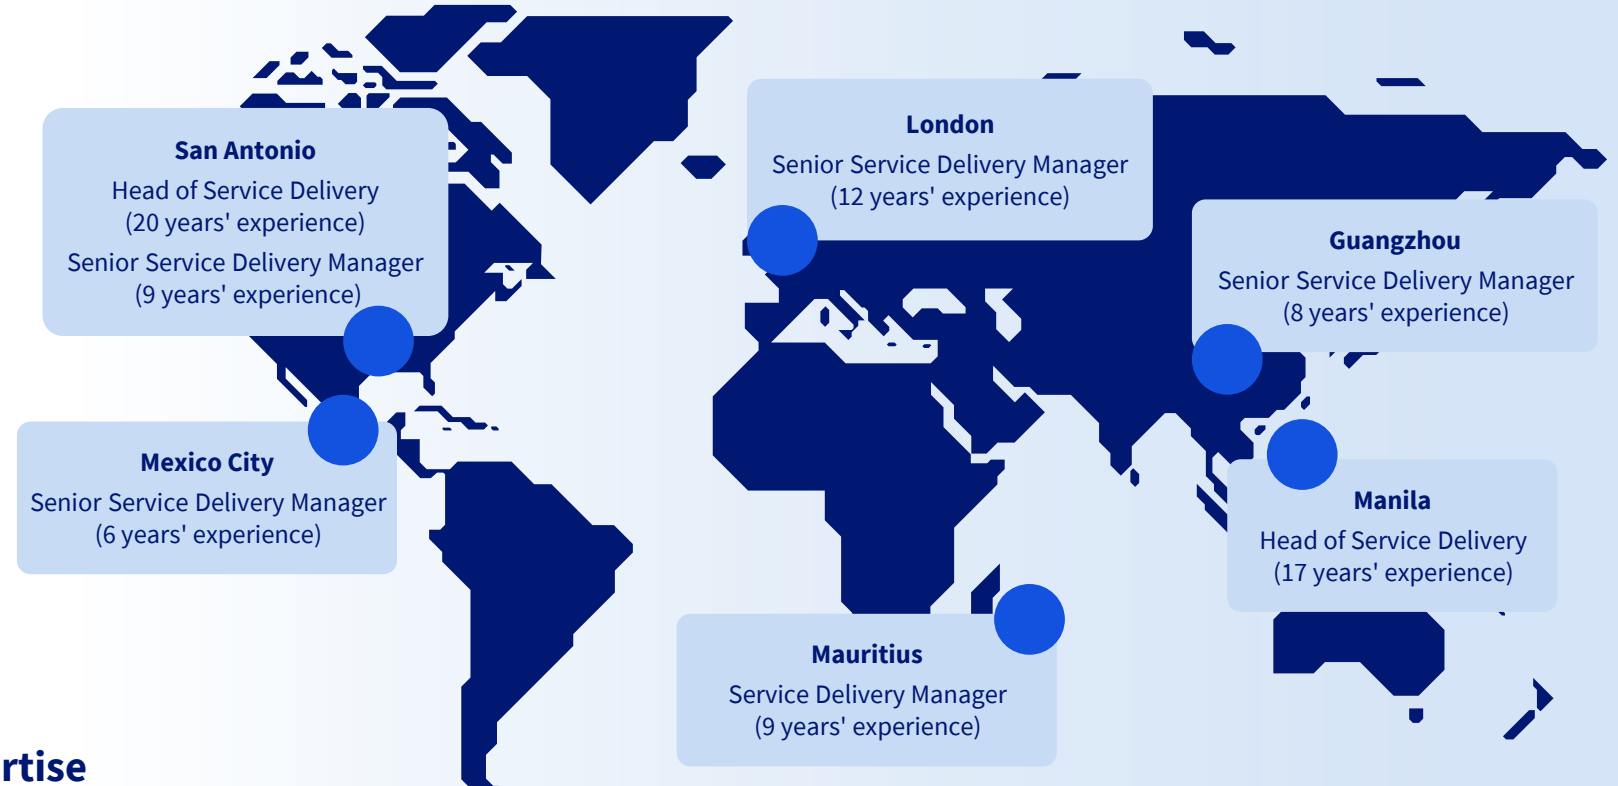 San Antonio
Head of Service Delivery
(20 years' experience)
Senior Service Delivery Manager
(9 years' experience)
London
Senior Service Delivery Manager
(12 years' experience)
Guangzhou
Senior Service Delivery Manager
(8 years' experience)
Mexico City
Senior Service Delivery Manager
(6 years' experience)
Manila
Head of Service Delivery
(17 years' experience)
Mauritius
Service Delivery Manager
(9 years' experience)
rtise